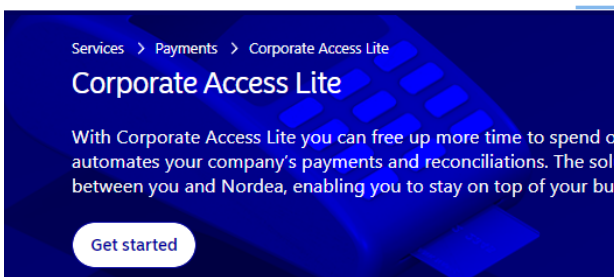 Services > Payments > Corporate Access Lite
Corporate Access Lite
With Corporate Access Lite you can free up more time to spend
automates your company's payments and reconciliations. The
between you and Nordea, enabling you to stay on top of your
Get started